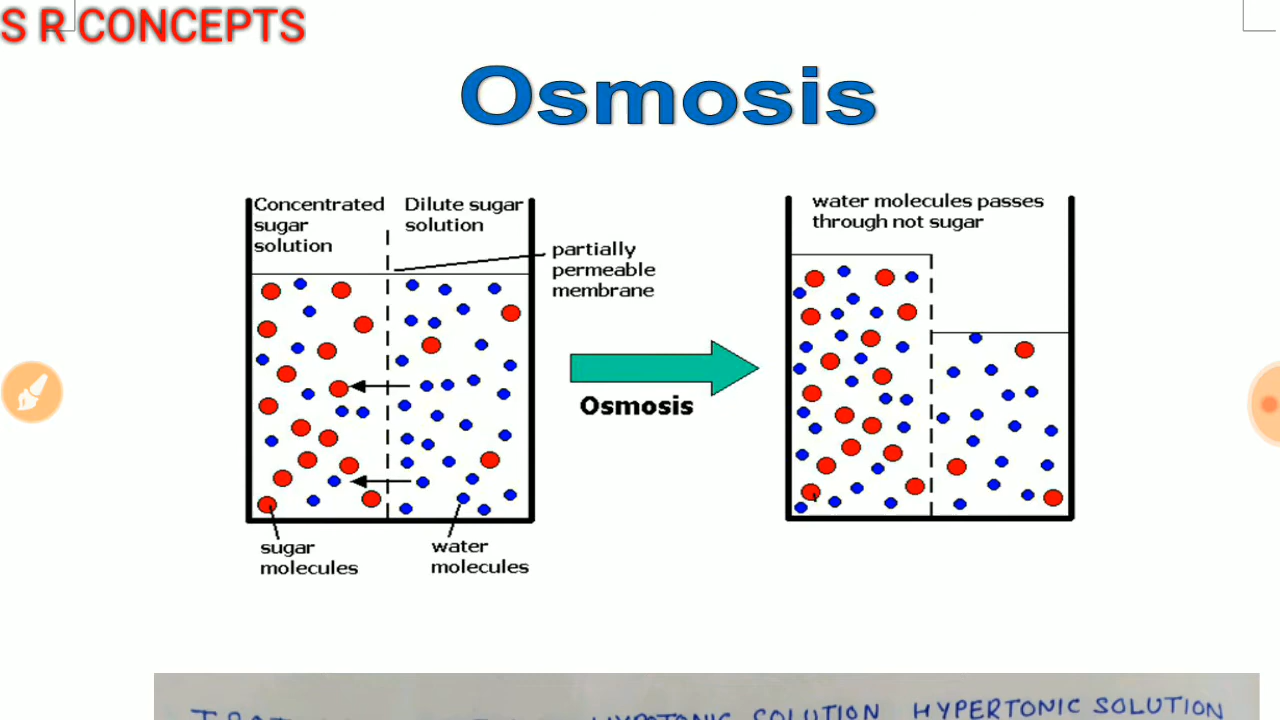 S R CONCEPTS
Osmosis
Concentrated
sugar
solution
Dilute sugar
solution
partially
permeable
membrane
water molecules passes
through not sugar
Osmosis
sugar
molecules
water
molecules
SOLUTION HYPERTONIC SOLUTION